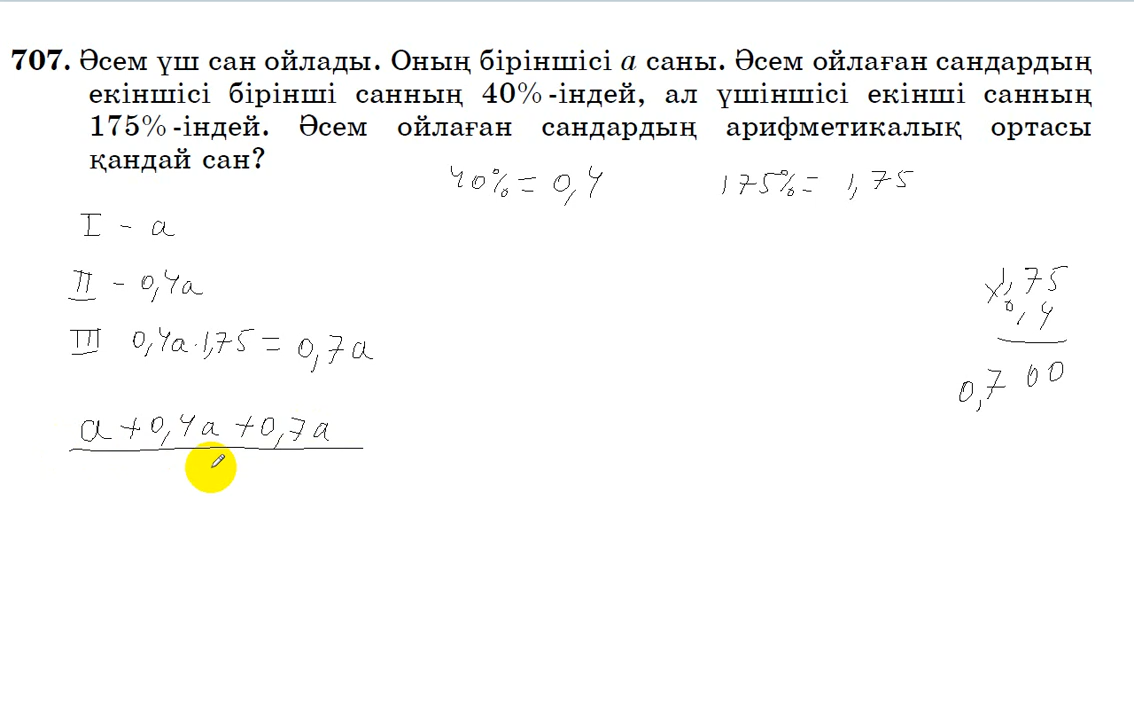 707. Әсем үш сан ойлады. Оның біріншісі a саны. Әсем ойлаған сандардың
екіншісі бірінші санның 40%-індей, ал үшіншісі екінші санның
175%-індей. Әсем ойлаған сандардың арифметикалық ортасы
қандай сан?
40% = 0,4
175% = 1,75
I - a
II - 0,4a
III 0,4a·1,75 = 0,7a
×1,75
0,4
0,700
a + 0,4a + 0,7a